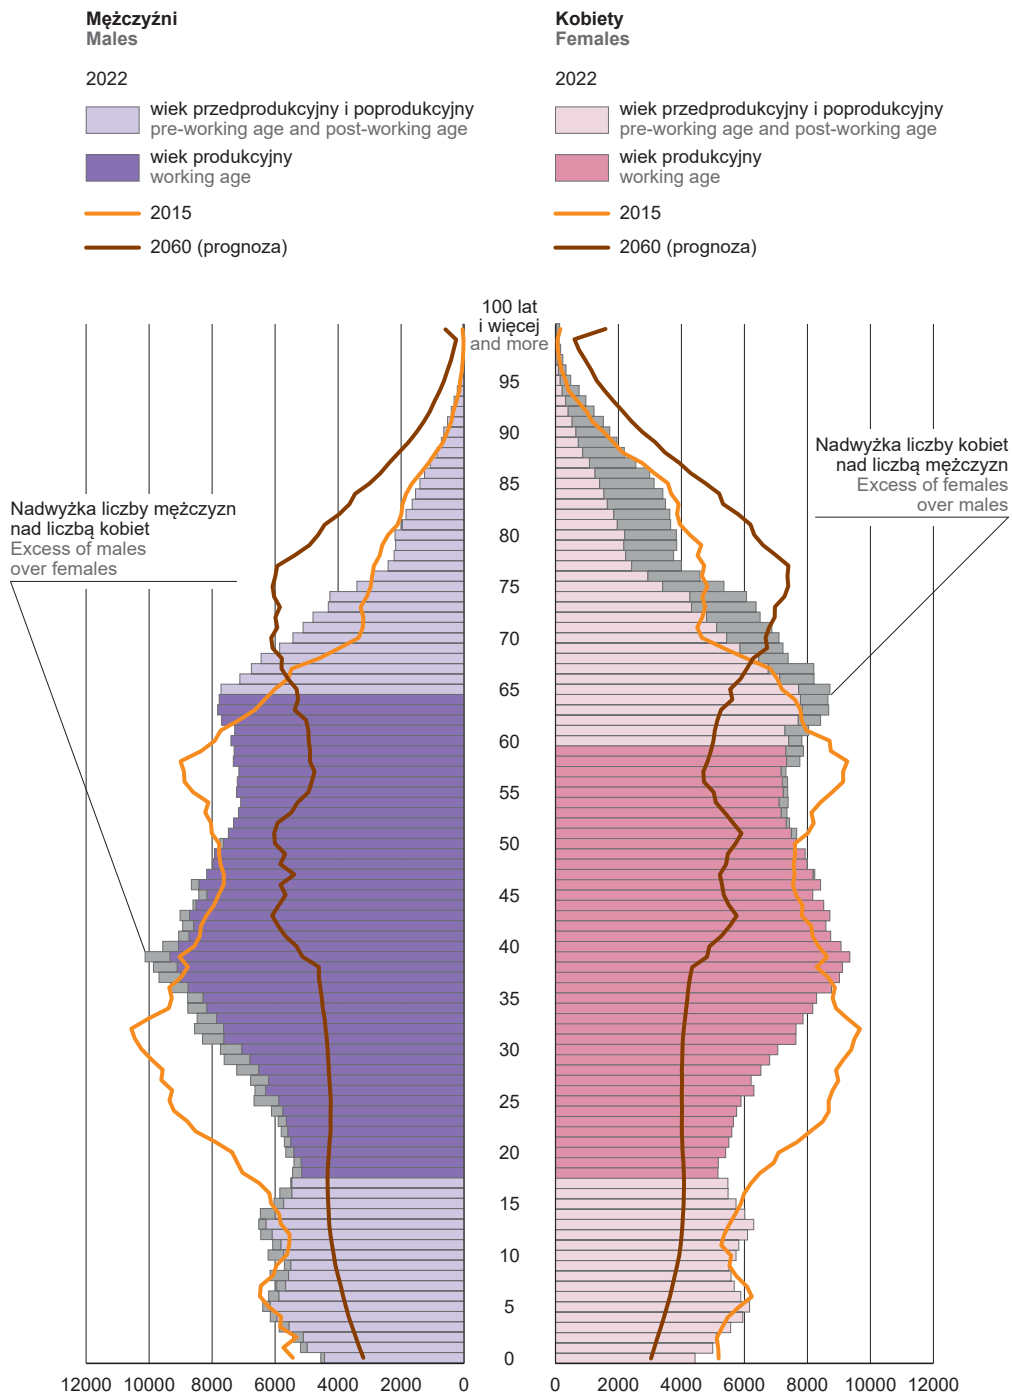 Mężczyźni
Males
2022
wiek przedprodukcyjny i poprodukcyjny
pre-working age and post-working age
wiek produkcyjny
working age
2015
2060 (prognoza)
Kobiety
Females
2022
wiek przedprodukcyjny i poprodukcyjny
pre-working age and post-working age
wiek produkcyjny
working age
2015
2060 (prognoza)
100 lat
i więcej
and more
95
90
85
80
75
70
65
60
55
50
45
40
35
30
25
20
15
10
5
0
Nadwyżka liczby mężczyzn
nad liczbą kobiet
Excess of males
over females
Nadwyżka liczby kobiet
nad liczbą mężczyzn
Excess of females
over males
12000 10000 8000 6000 4000 2000 0
0 2000 4000 6000 8000 10000 12000